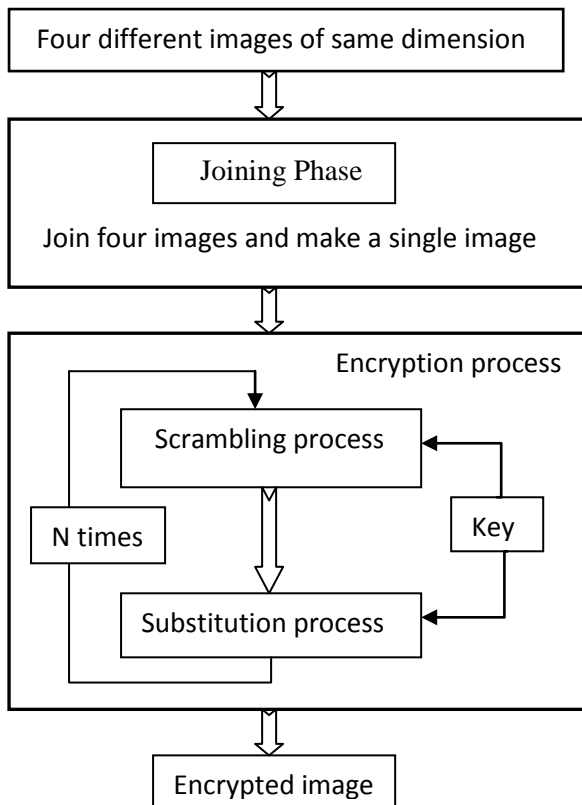 Four different images of same dimension
Joining Phase
Join four images and make a single image
Encryption process
Scrambling process
N times
Key
Substitution process
Encrypted image